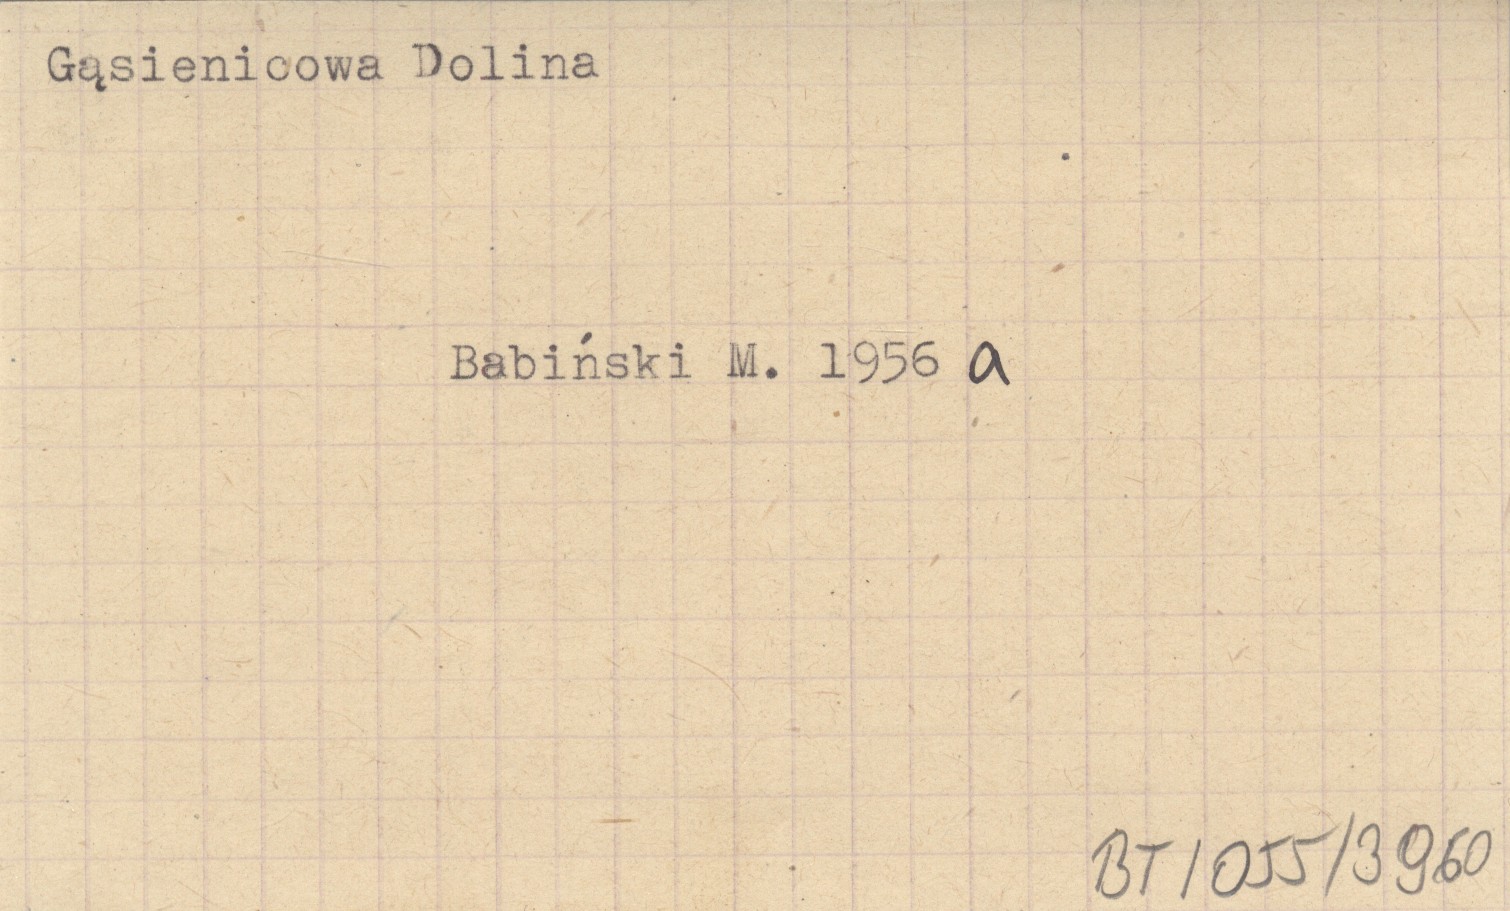 Gąsienicowa Dolina
Babiński M. 1956 a
BT/055/3960